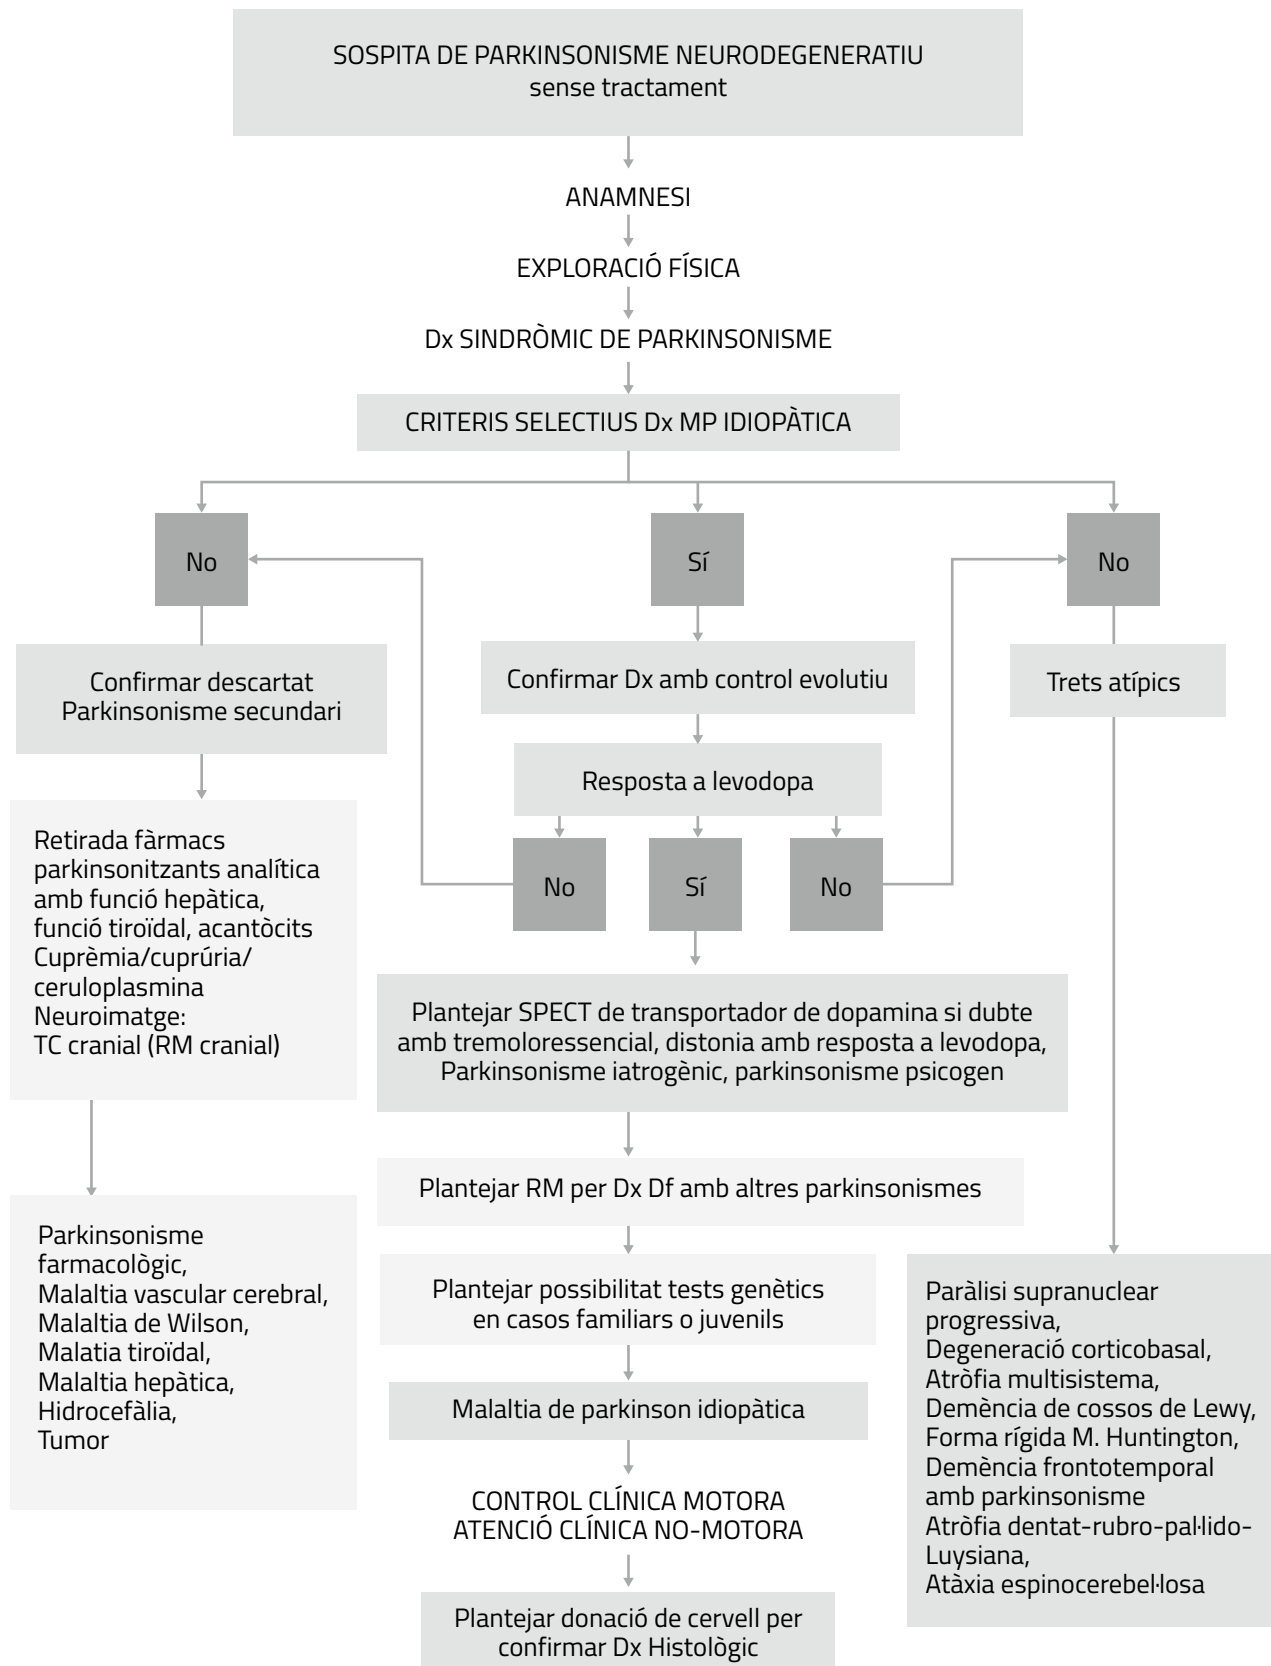 SOSPITA DE PARKINSONISME NEURODEGENERATIU
sense tractament
ANAMNESI
EXPLORACIÓ FÍSICA
Dx SINDRÒMIC DE PARKINSONISME
CRITERIS SELECTIUS Dx MP IDIOPÀTICA
No
Sí
No
Confirmar descartat
Parkinsonisme secundari
Confirmar Dx amb control evolutiu
Trets atípics
Resposta a levodopa
No
Sí
No
Retirada fàrmacs
parkinsonitzants analítica
amb funció hepàtica,
funció tiroïdal, acantòcits
Cuprèmia/cuprúria/
ceruloplasmina
Neuroimatge:
TC cranial (RM cranial)
Plantejar SPECT de transportador de dopamina si dubte
amb tremoloressencial, distonia amb resposta a levodopa,
Parkinsonisme iatrogènic, parkinsonisme psicogen
Plantejar RM per Dx Df amb altres parkinsonismes
Parkinsonisme
farmacològic,
Malaltia vascular cerebral,
Malaltia de Wilson,
Malatia tiroïdal,
Malaltia hepàtica,
Hidrocefàlia,
Tumor
Plantejar possibilitat tests genètics
en casos familiars o juvenils
Malaltia de parkinson idiopàtica
Paràlisi supranuclear
progressiva,
Degeneració corticobasal,
Atròfia multisistema,
Demència de cossos de Lewy,
Forma rígida M. Huntington,
Demència frontotemporal
amb parkinsonisme
Atròfia dentat-rubro-pal·lido-
Luysiana,
Atàxia espinocerebel·losa
CONTROL CLÍNICA MOTORA
ATENCIÓ CLÍNICA NO-MOTORA
Plantejar donació de cervell per
confirmar Dx Histològic